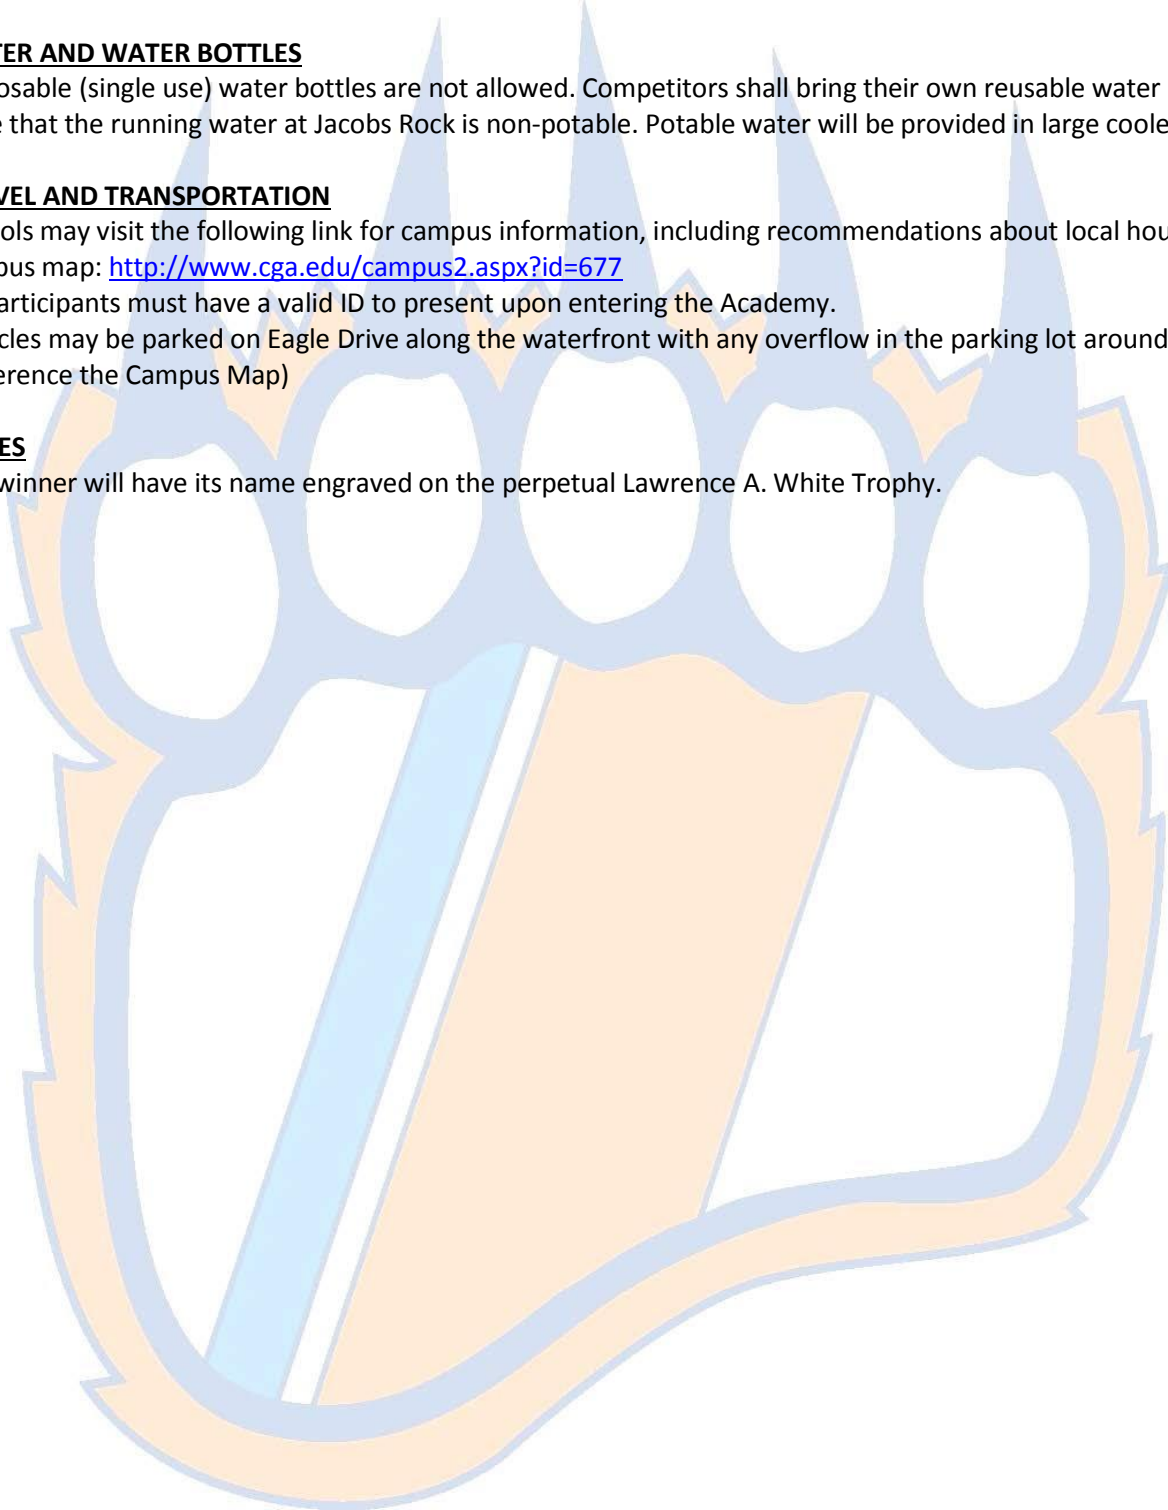 TER AND WATER BOTTLES
osable (single use) water bottles are not allowed. Competitors shall bring their own reusable water
e that the running water at Jacobs Rock is non-potable. Potable water will be provided in large coole
VEL AND TRANSPORTATION
ols may visit the following link for campus information, including recommendations about local hou
pus map: http://www.cga.edu/campus2.aspx?id=677
articipants must have a valid ID to present upon entering the Academy.
cles may be parked on Eagle Drive along the waterfront with any overflow in the parking lot around
erence the Campus Map)
ES
winner will have its name engraved on the perpetual Lawrence A. White Trophy.